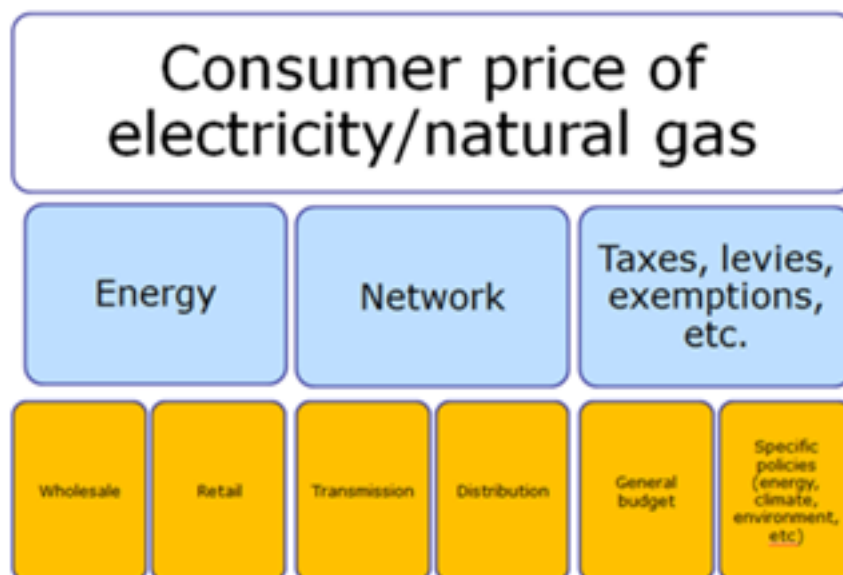 Consumer price of
electricity/natural gas
Energy
Network
Taxes, levies,
exemptions,
etc.
Wholesale
Retail
Transmission
Distribution
General
budget
Specific
policies
(energy,
climate,
environment,
etc)